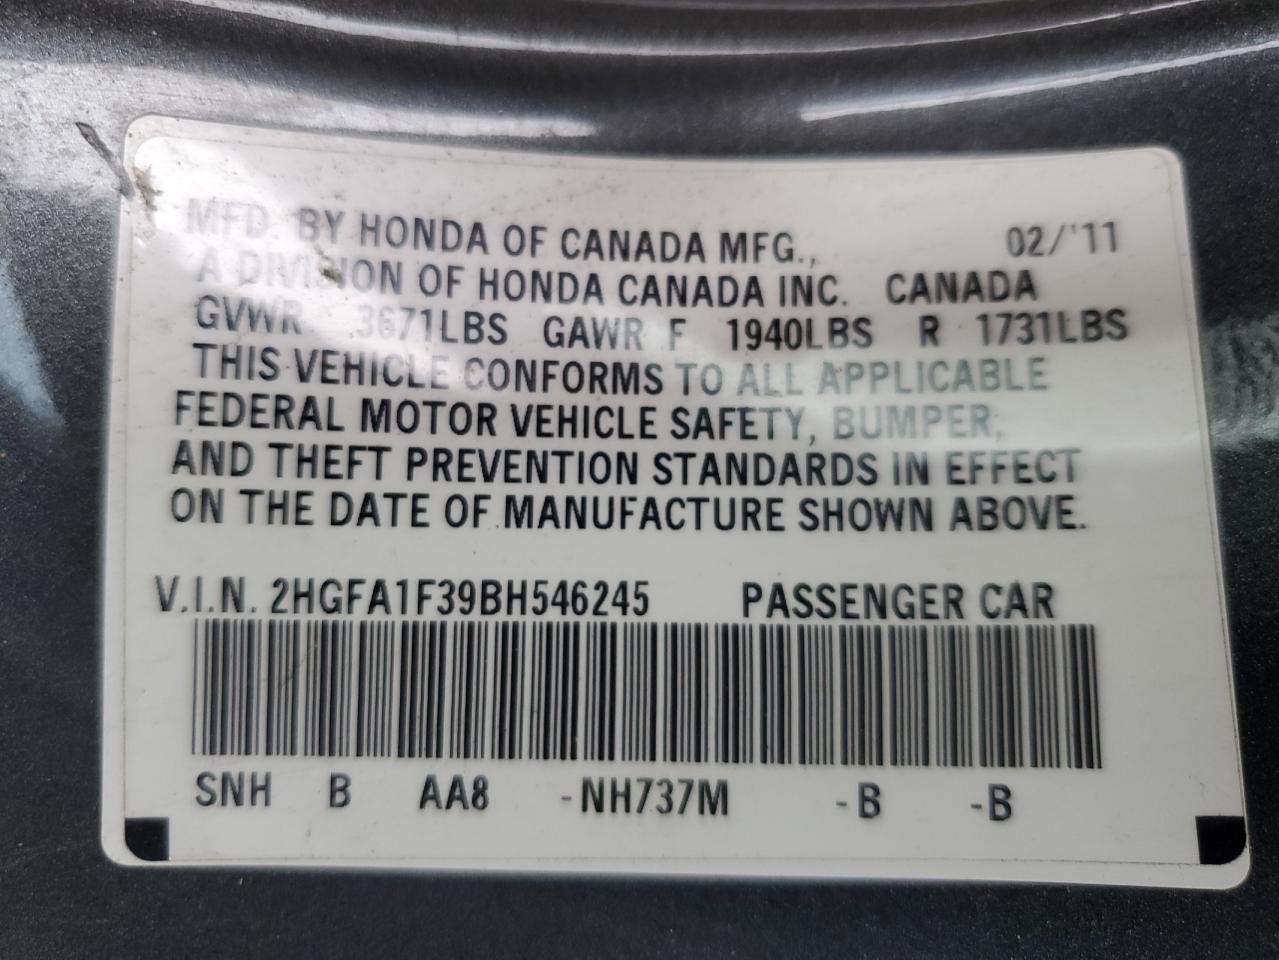 MFD. BY HONDA OF CANADA MFG., 02/'11
A DIVISION OF HONDA CANADA INC. CANADA
GVWR 3671LBS GAWR F 1940LBS R 1731LBS
THIS VEHICLE CONFORMS TO ALL APPLICABLE
FEDERAL MOTOR VEHICLE SAFETY, BUMPER,
AND THEFT PREVENTION STANDARDS IN EFFECT
ON THE DATE OF MANUFACTURE SHOWN ABOVE.
V.I.N. 2HGFA1F39BH546245 PASSENGER CAR
SNH B AA8 -NH737M -B -B